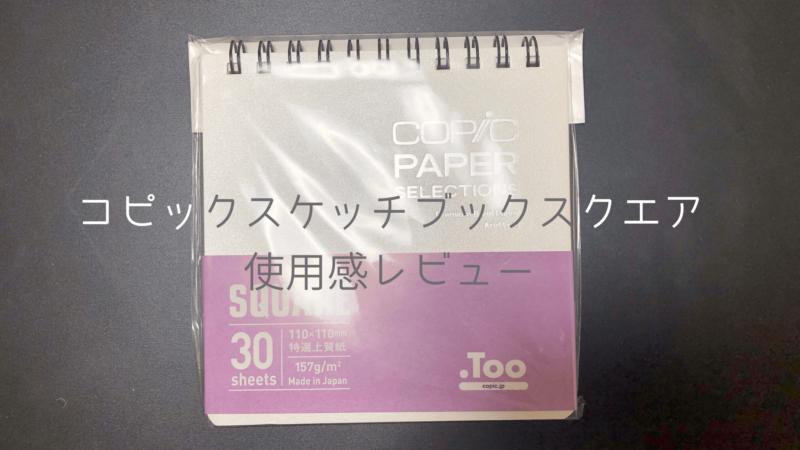 COPIC
PAPER
SELECTIONS
コピックスケッチブックスクエア
使用感レビュー
SQUARE
30
sheets
110×110mm
特選上質紙
157g/m²
Made in Japan
.Too
copic.jp